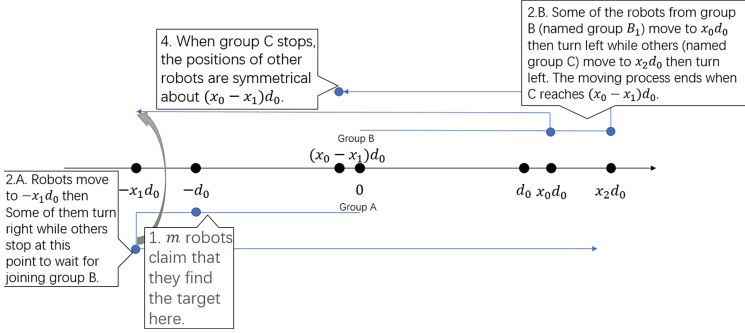 2.B. Some of the robots from group
B (named group B₁) move to x₀d₀
then turn left while others (named
group C) move to x₂d₀ then turn
left. The moving process ends when
C reaches (x₀ − x₁)d₀.
4. When group C stops,
the positions of other
robots are symmetrical
about (x₀ − x₁)d₀.
Group B
(x₀ − x₁)d₀
−x₁d₀
−d₀
0
d₀
x₀d₀
x₂d₀
Group A
2.A. Robots move
to −x₁d₀ then
Some of them turn
right while others
stop at this
point to wait for
joining group B.
1. m robots
claim that
they find
the target
here.